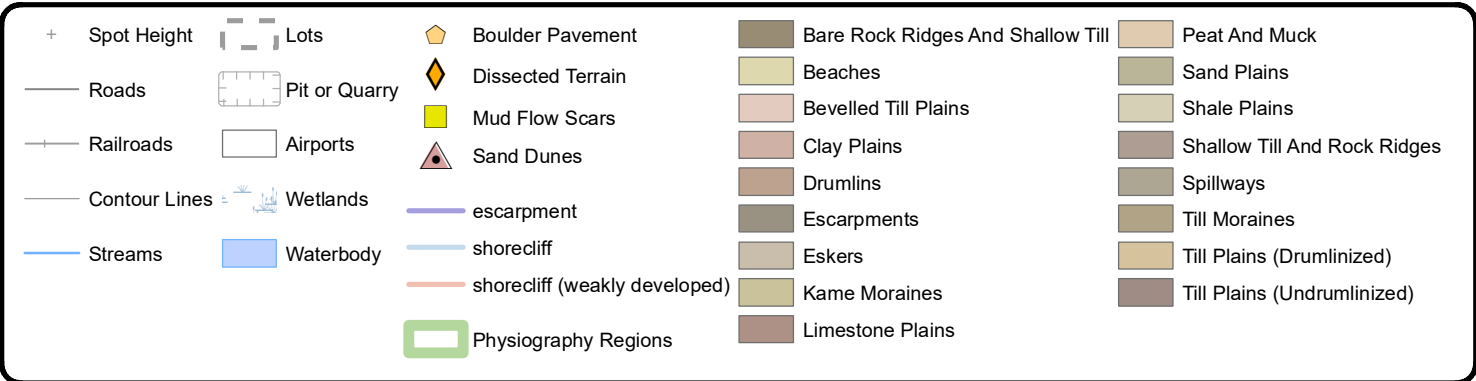 Spot Height
Roads
Railroads
Contour Lines
Streams
Lots
Pit or Quarry
Airports
Wetlands
Waterbody
Boulder Pavement
Dissected Terrain
Mud Flow Scars
Sand Dunes
escarpment
shorecliff
shorecliff (weakly developed)
Physiography Regions
Bare Rock Ridges And Shallow Till
Beaches
Bevelled Till Plains
Clay Plains
Drumlins
Escarpments
Eskers
Kame Moraines
Limestone Plains
Peat And Muck
Sand Plains
Shale Plains
Shallow Till And Rock Ridges
Spillways
Till Moraines
Till Plains (Drumlinized)
Till Plains (Undrumlinized)